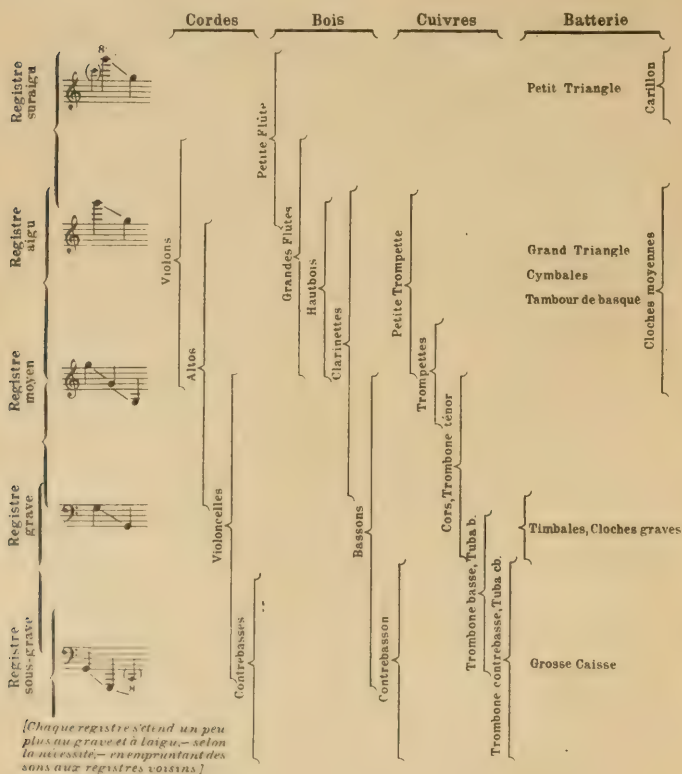 Cordes
Bois
Cuivres
Batterie
Registre
suraigu
8
Petite Flûte
Petit Triangle
Carillon
Registre
aigu
Violons
Grandes Flûtes
Hautbois
Petite Trompette
Grand Triangle
Cymbales
Tambour de basque
Cloches moyennes
Registre
moyen
Altos
Clarinettes
Trompettes
Registre
grave
Violoncelles
Bassons
Cors, Trombone ténor
Timbales, Cloches graves
Registre
sous-grave
Contrebasses
Contrebasson
Trombone basse, Tuba b.
Trombone contrebasse, Tuba cb.
Grosse Caisse
[Chaque registre s'étend un peu
plus au grave et à l'aigu,– selon
la nécessité,– en empruntant des
sons aux registres voisins]